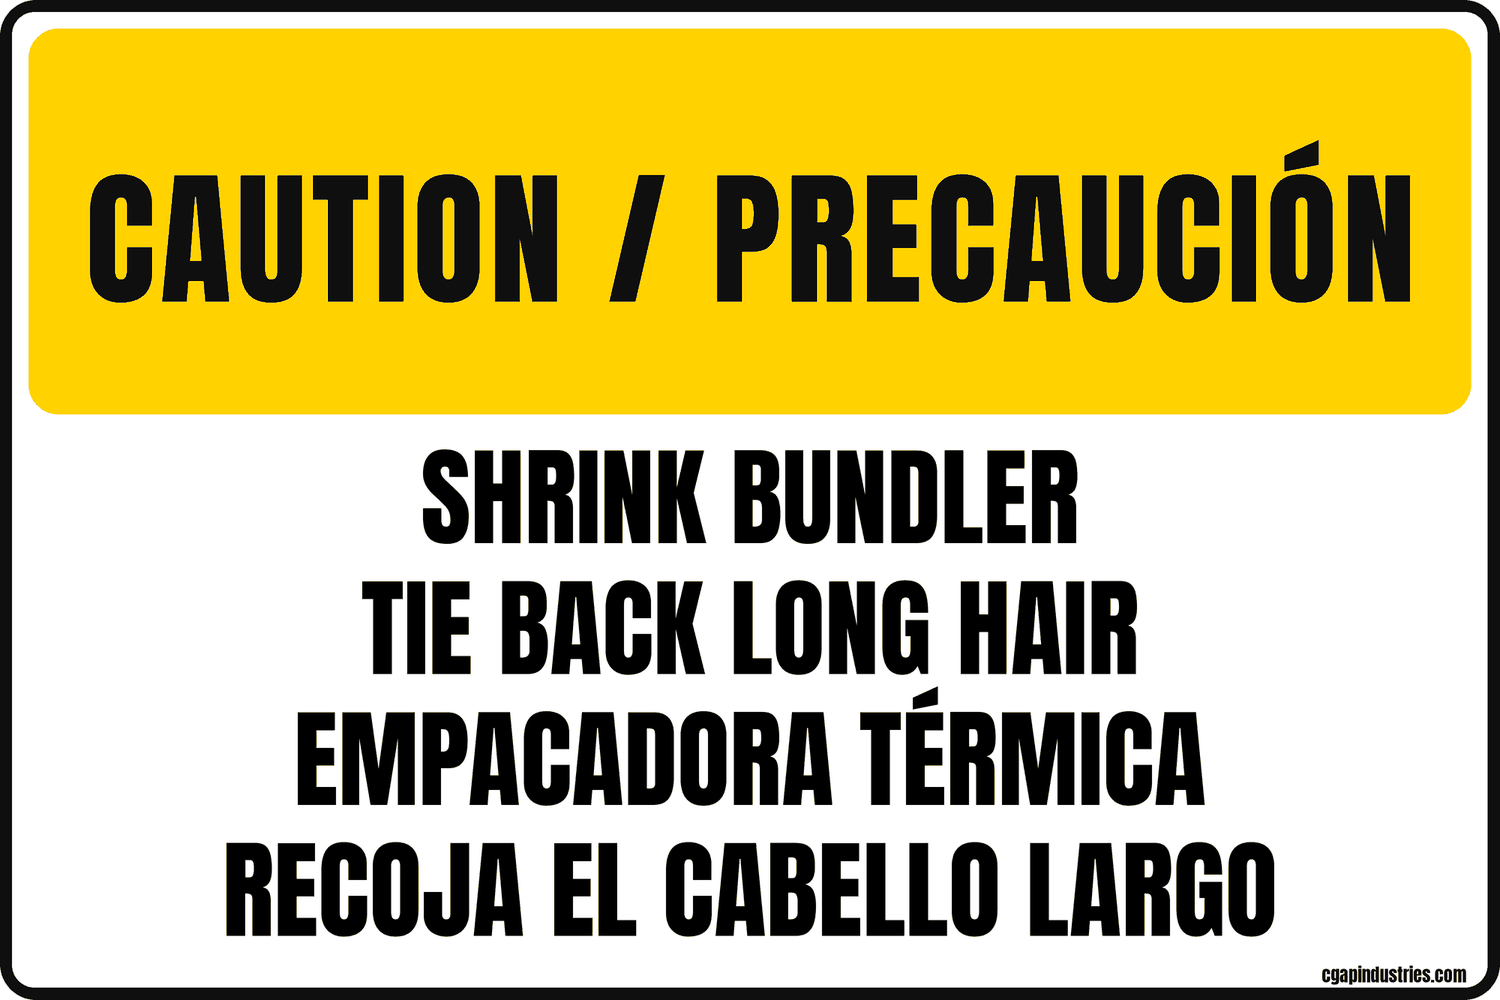 CAUTION / PRECAUCIÓN
SHRINK BUNDLER
TIE BACK LONG HAIR
EMPACADORA TÉRMICA
RECOJA EL CABELLO LARGO
cgapindustries.com